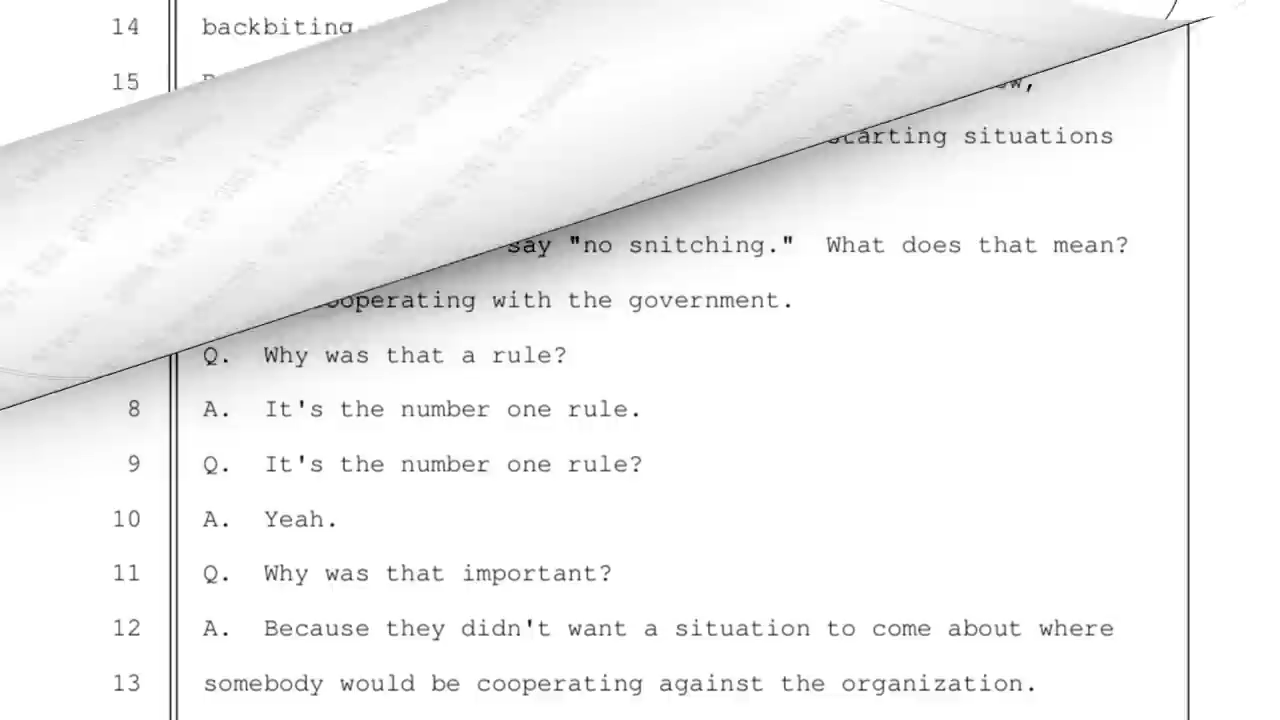 14 backbiting
15
starting situations
say "no snitching." What does that mean?
cooperating with the government.
Q. Why was that a rule?
8 A. It's the number one rule.
9 Q. It's the number one rule?
10 A. Yeah.
11 Q. Why was that important?
12 A. Because they didn't want a situation to come about where
13 somebody would be cooperating against the organization.